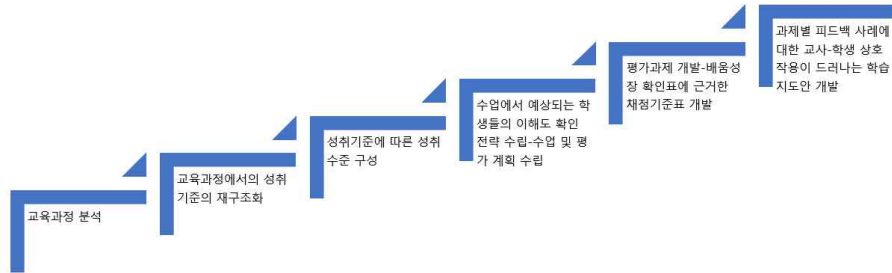 교육과정 분석
교육과정에서의 성취
기준의 재구조화
성취기준에 따른 성취
수준 구성
수업에서 예상되는 학
생들의 이해도 확인
전략 수립-수업 및 평
가 계획 수립
평가과제 개발-배움성
장 확인표에 근거한
채점기준표 개발
과제별 피드백 사례에
대한 교사-학생 상호
작용이 드러나는 학습
지도안 개발